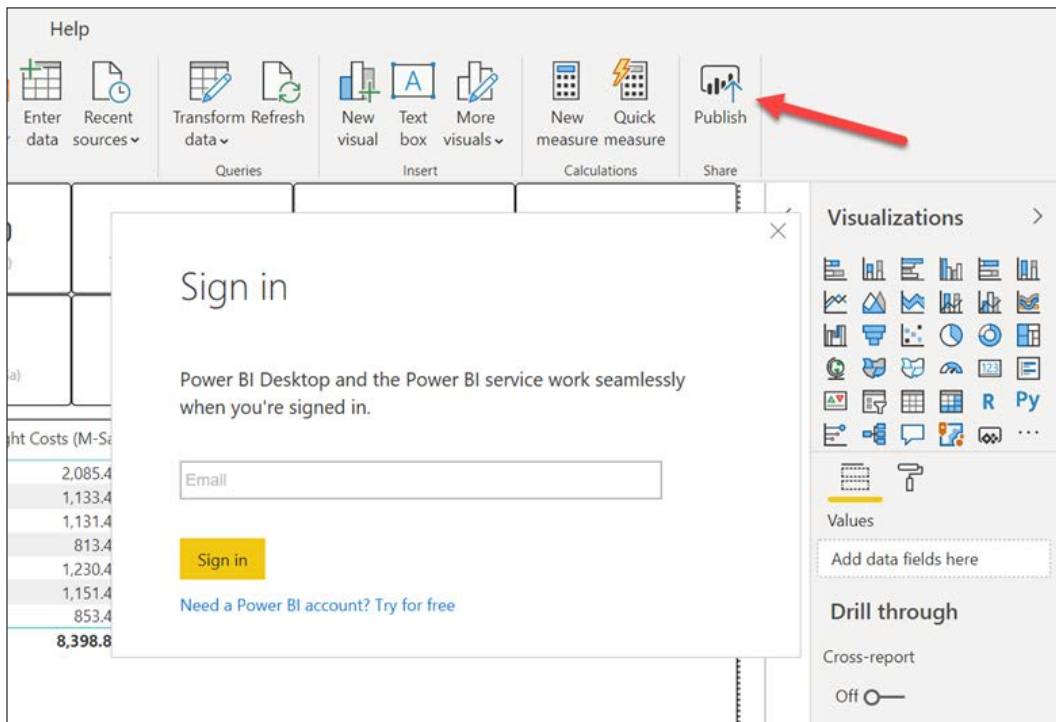 Help
Enter data
Recent sources
Transform data
Refresh
New visual
Text box
More visuals
New measure
Quick measure
Publish
Queries
Insert
Calculations
Share
A
Visualizations
123
R
Py
Sign in
Power BI Desktop and the Power BI service work seamlessly
when you're signed in.
Email
Sign in
Need a Power BI account? Try for free
Costs (M-Sa
2,085.4
1,133.4
1,131.4
813.4
1,230.4
1,151.4
853.4
8,398.8
Values
Add data fields here
Drill through
Cross-report
Off